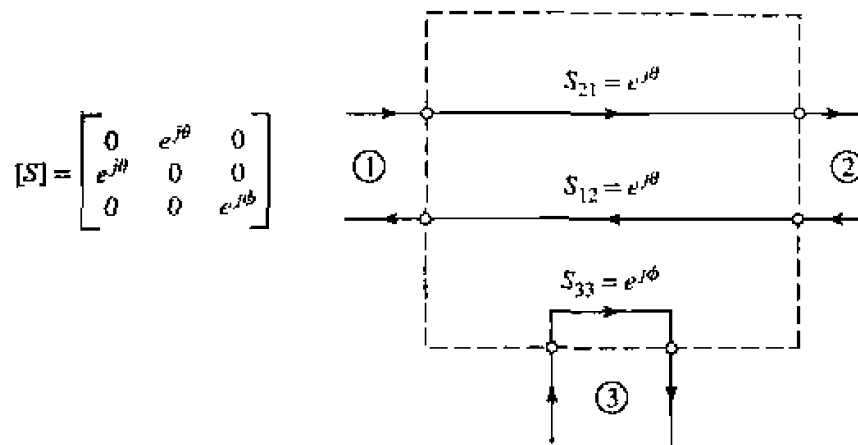 [S] = [0 e^{jθ} 0
e^{jθ} 0 0
0 0 e^{jϕ}]
S₂₁ = e^{jθ}
① ②
S₁₂ = e^{jθ}
S₃₃ = e^{jϕ}
③